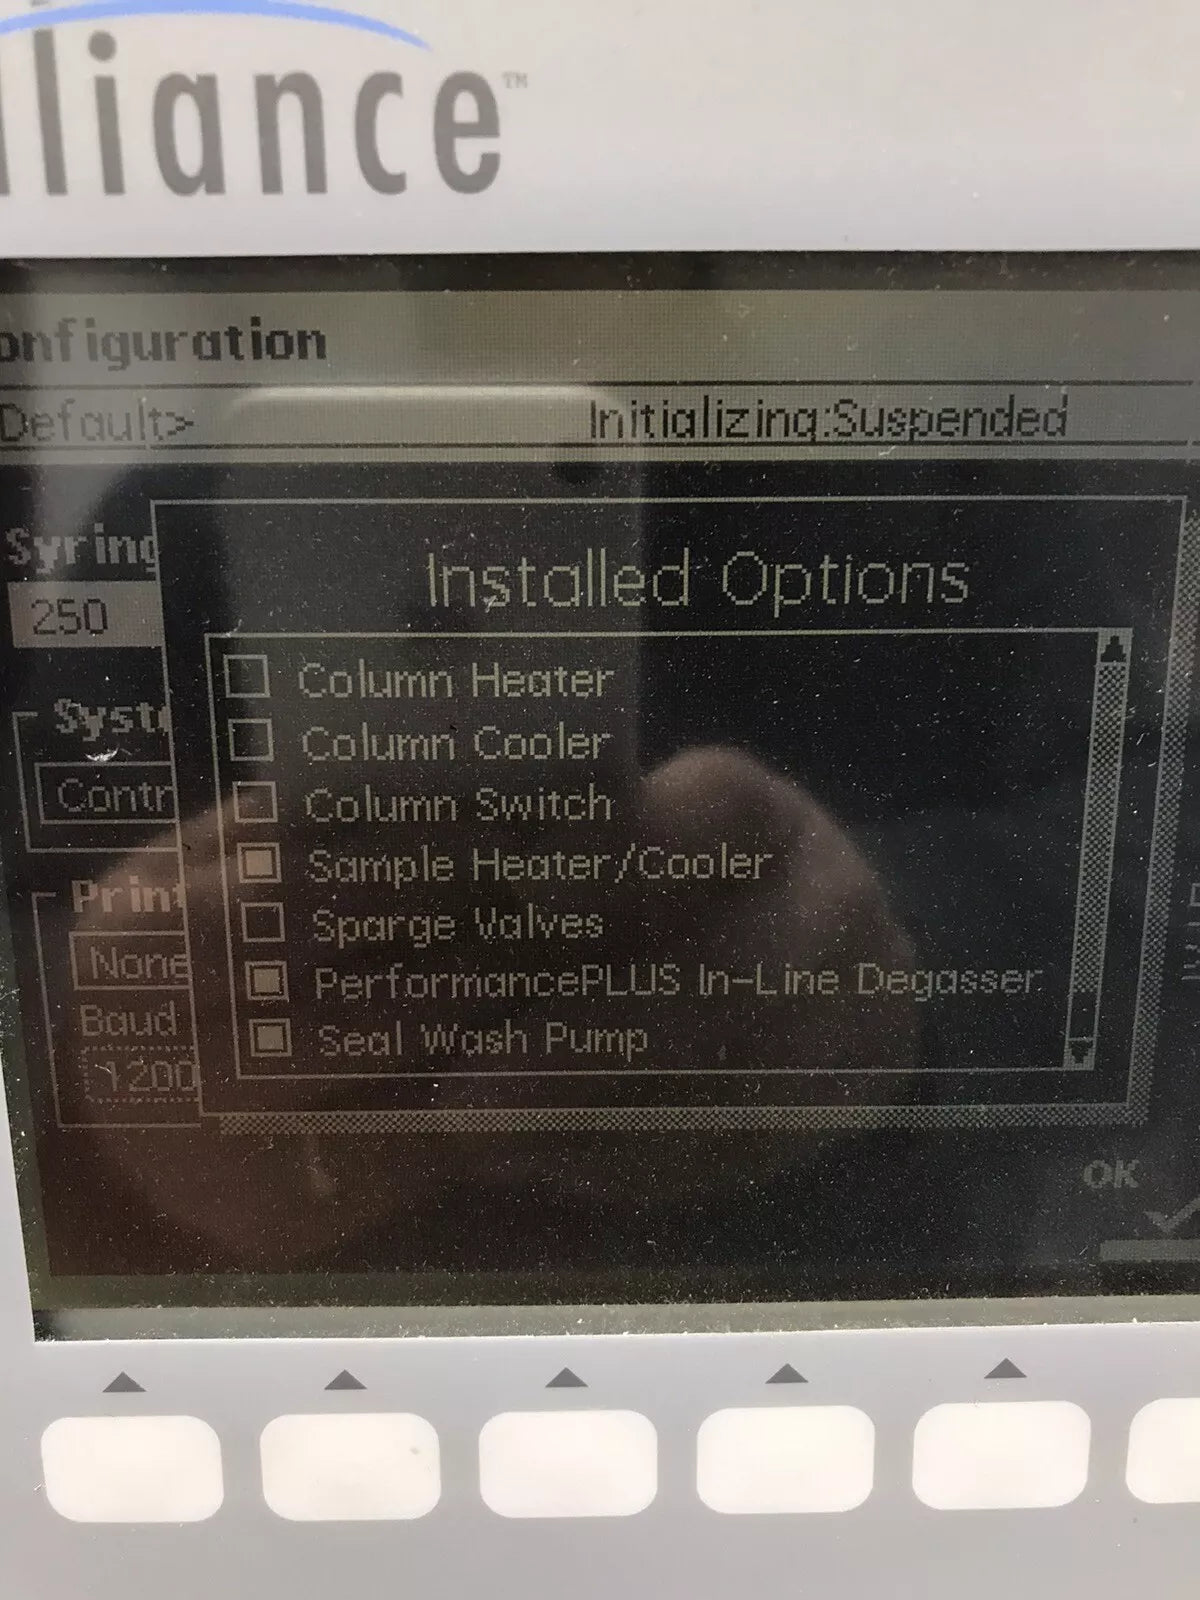 lliance™
onfiguration
Default>
Initializing:Suspended
Syring
250
Installed Options
Column Heater
Column Cooler
Syst
Contr
Column Switch
Sample Heater/Cooler
Print
None
Sparge Valves
PerformancePLUS In-Line Degasser
Baud
1200
Seal Wash Pump
OK